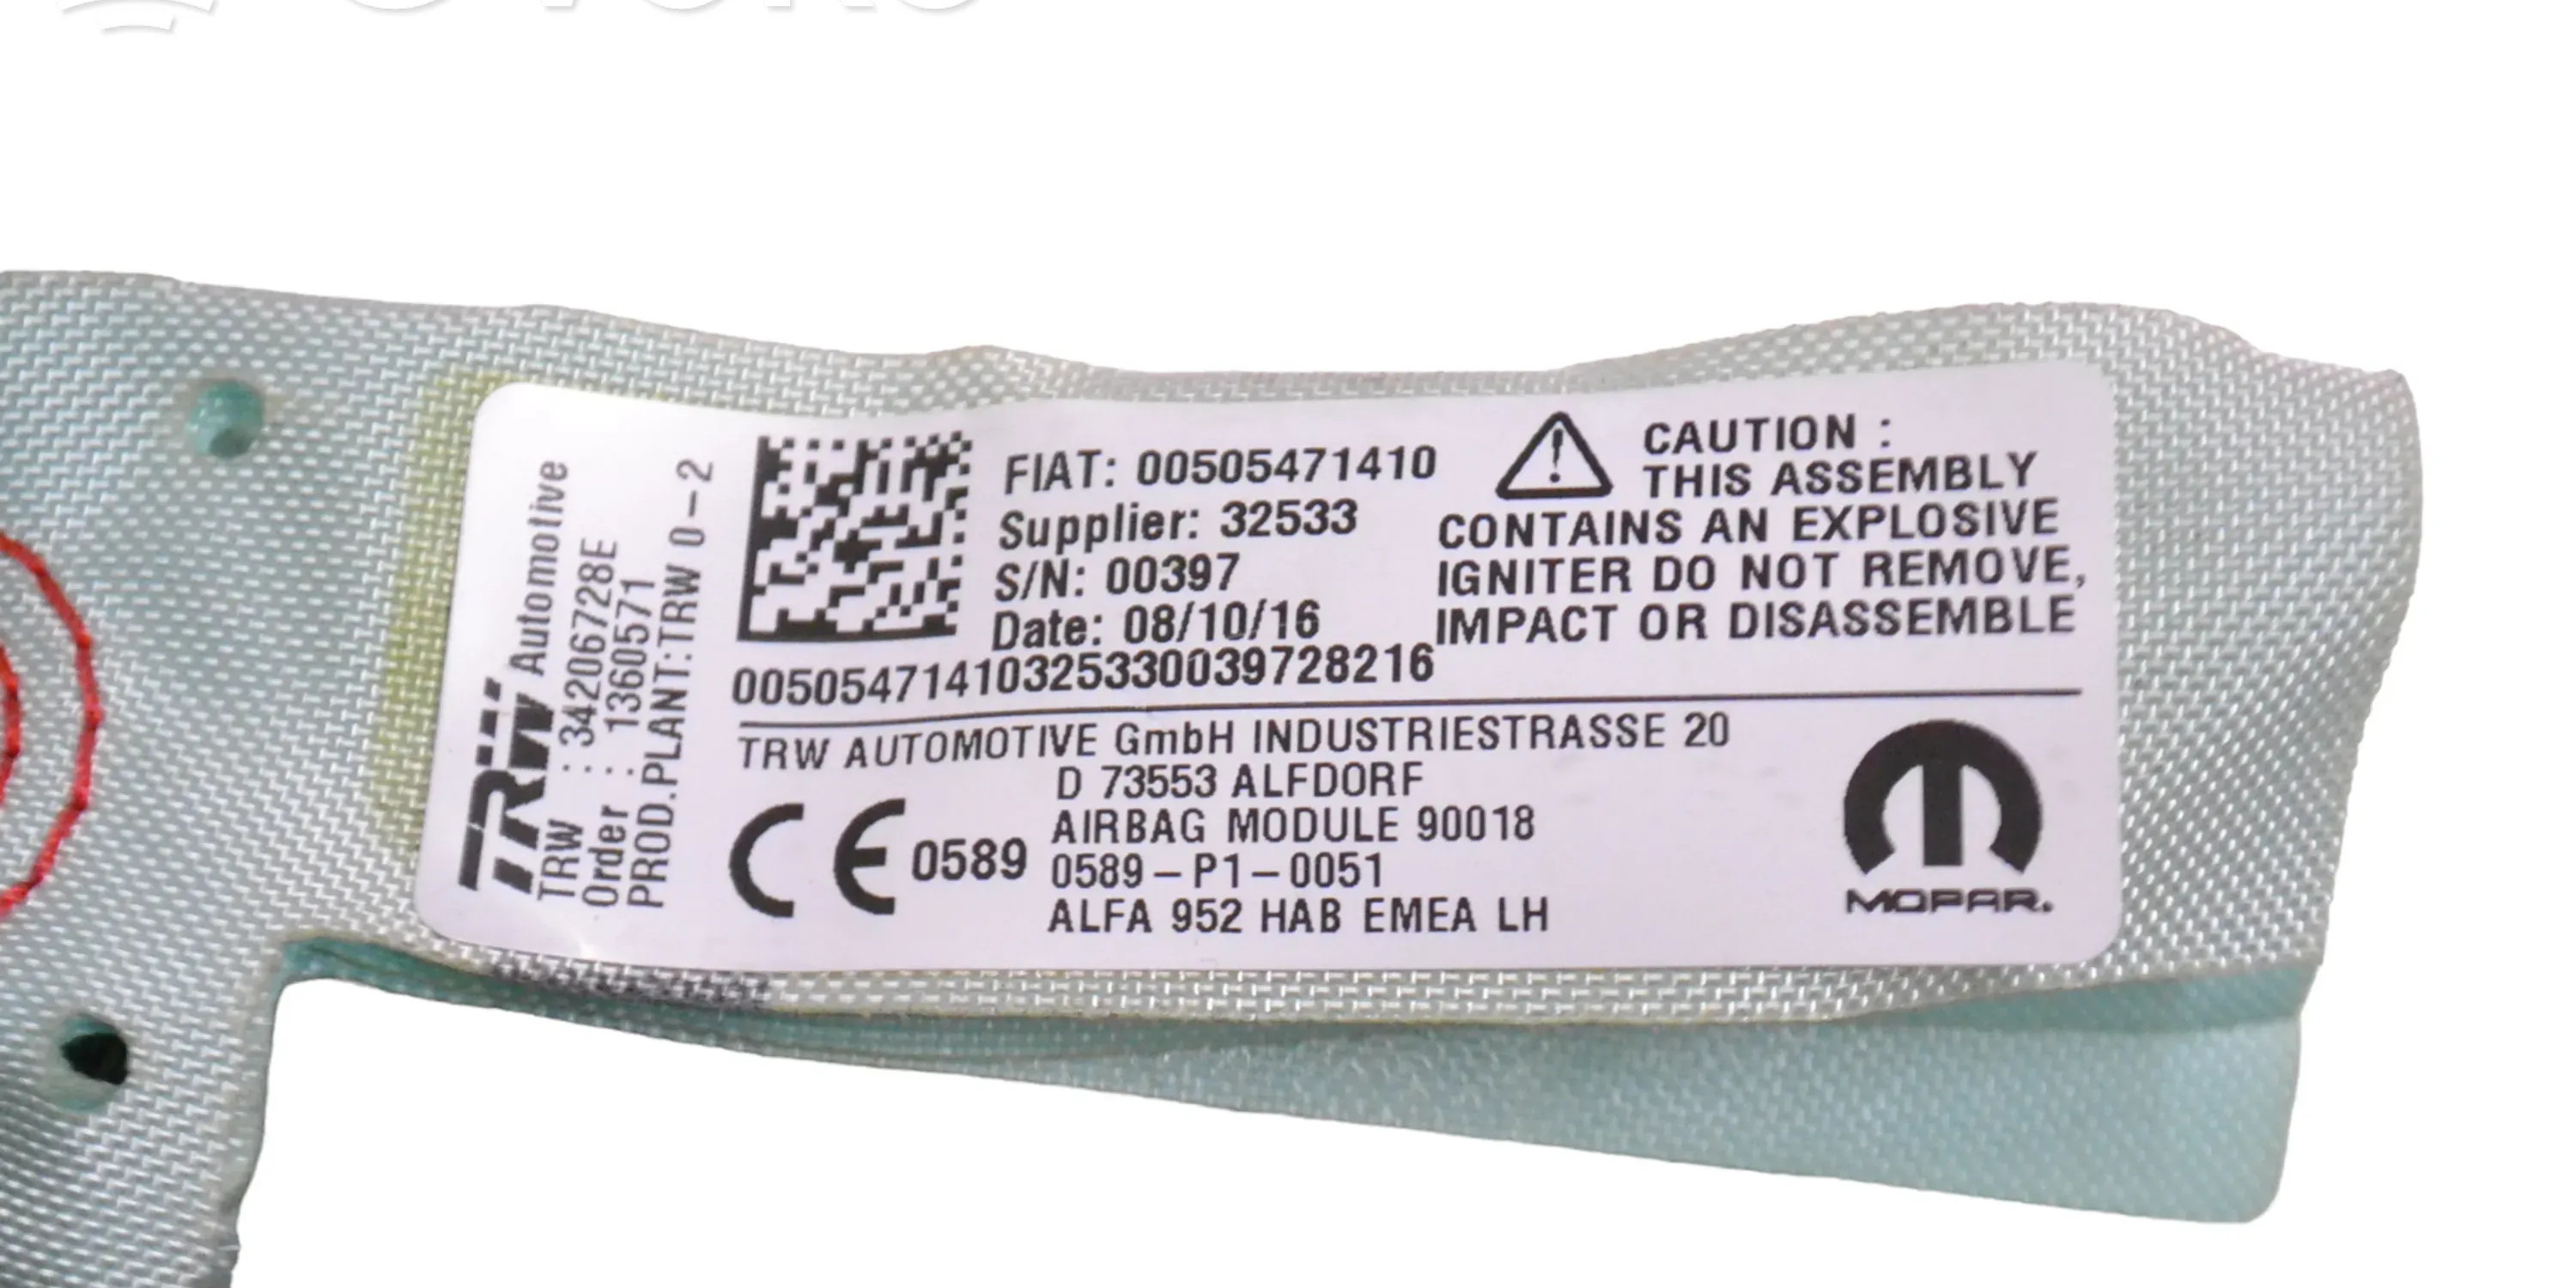 TRW Automotive
TRW : 34206728E
Order : 1360571
PROD.PLANT:TRW 0-2
FIAT: 00505471410
Supplier: 32533
S/N: 00397
Date: 08/10/16
00505471410325330039728216
CAUTION :
THIS ASSEMBLY
CONTAINS AN EXPLOSIVE
IGNITER DO NOT REMOVE,
IMPACT OR DISASSEMBLE
TRW AUTOMOTIVE GmbH INDUSTRIESTRASSE 20
D 73553 ALFDORF
CE 0589
AIRBAG MODULE 90018
0589-P1-0051
ALFA 952 HAB EMEA LH
MOPAR.